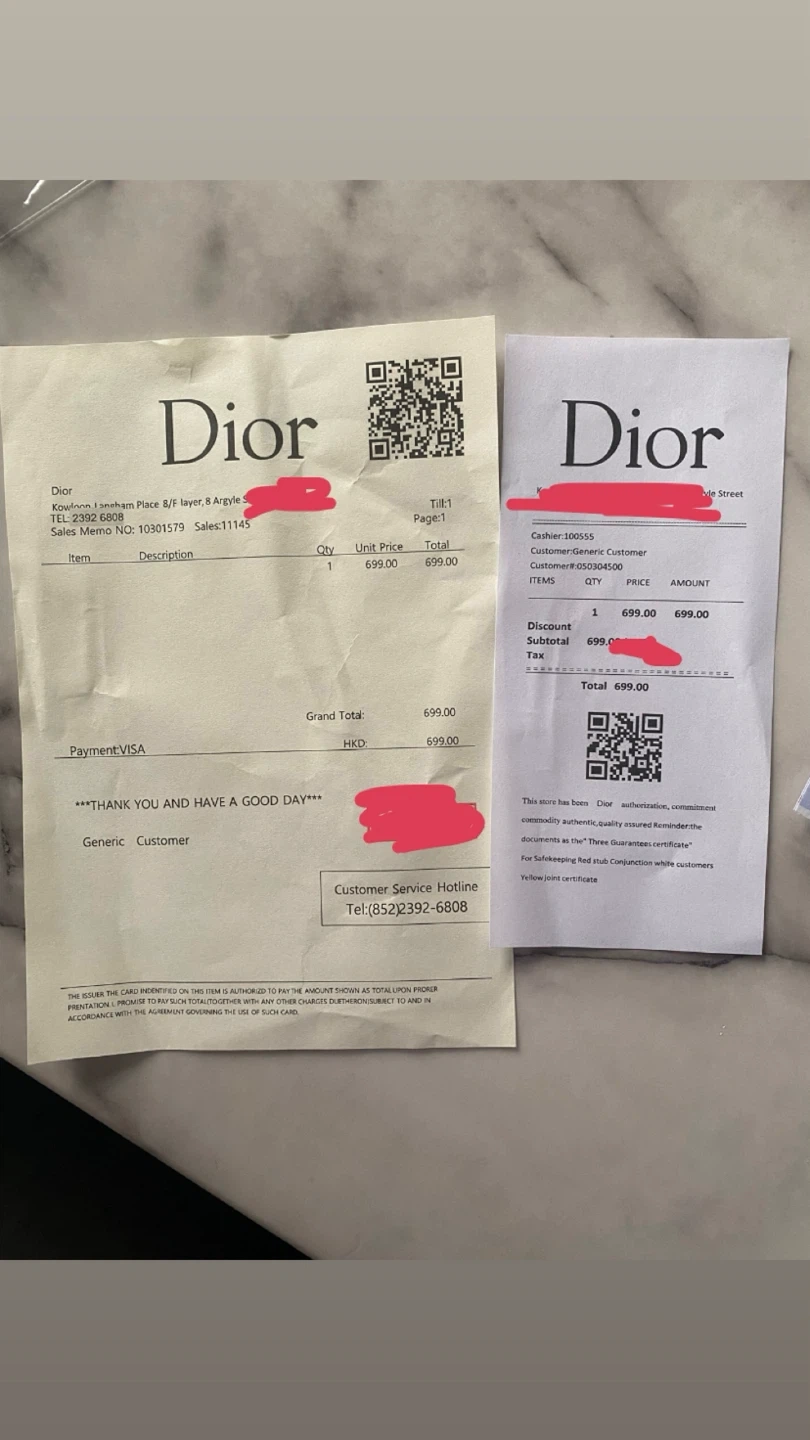 Dior
Dior
Kowloon Langham Place 8/F layer,8 Argyle
TEL: 2392 6808
Sales Memo NO: 10301579 Sales:11145
Till:1
Page:1
Item Description Qty Unit Price Total
1 699.00 699.00
Grand Total: 699.00
Payment:VISA HKD: 699.00
***THANK YOU AND HAVE A GOOD DAY***
Generic Customer
Customer Service Hotline
Tel:(852)2392-6808
THE ISSUER THE CARD INDENTIFIED ON THIS ITEM IS AUTHORIZD TO PAY THE AMOUNT SHOWN AS TOTAL UPON PRORER
PRENTATION I. PROMISE TO PAY SUCH TOTAL(TOGETHER WITH ANY OTHER CHARGES DUETHERON)SUBJECT TO AND IN
ACCORDANCE WITH THE AGREEMENT GOVERNING THE USE OF SUCH CARD.
Dior
Street
Cashier:100555
Customer:Generic Customer
Customer#:050304500
ITEMS QTY PRICE AMOUNT
1 699.00 699.00
Discount
Subtotal 699.0
Tax
Total 699.00
This store has been Dior authorization, commitment
commodity authentic,quality assured Reminder:the
documents as the" Three Guarantees certificate"
For Safekeeping Red stub Conjunction white customers
Yellow joint certificate